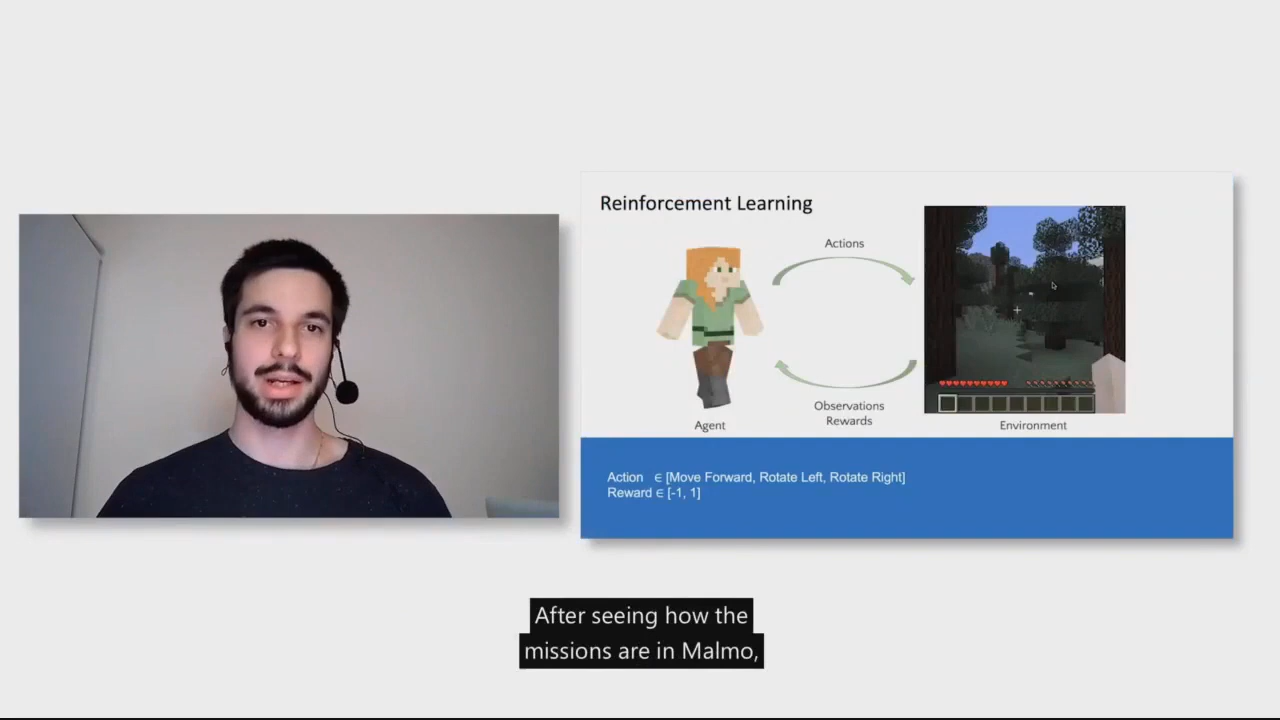 Reinforcement Learning
Actions
Observations
Rewards
Agent
Environment
Action ∈ [Move Forward, Rotate Left, Rotate Right]
Reward ∈ [-1, 1]
After seeing how the
missions are in Malmo,